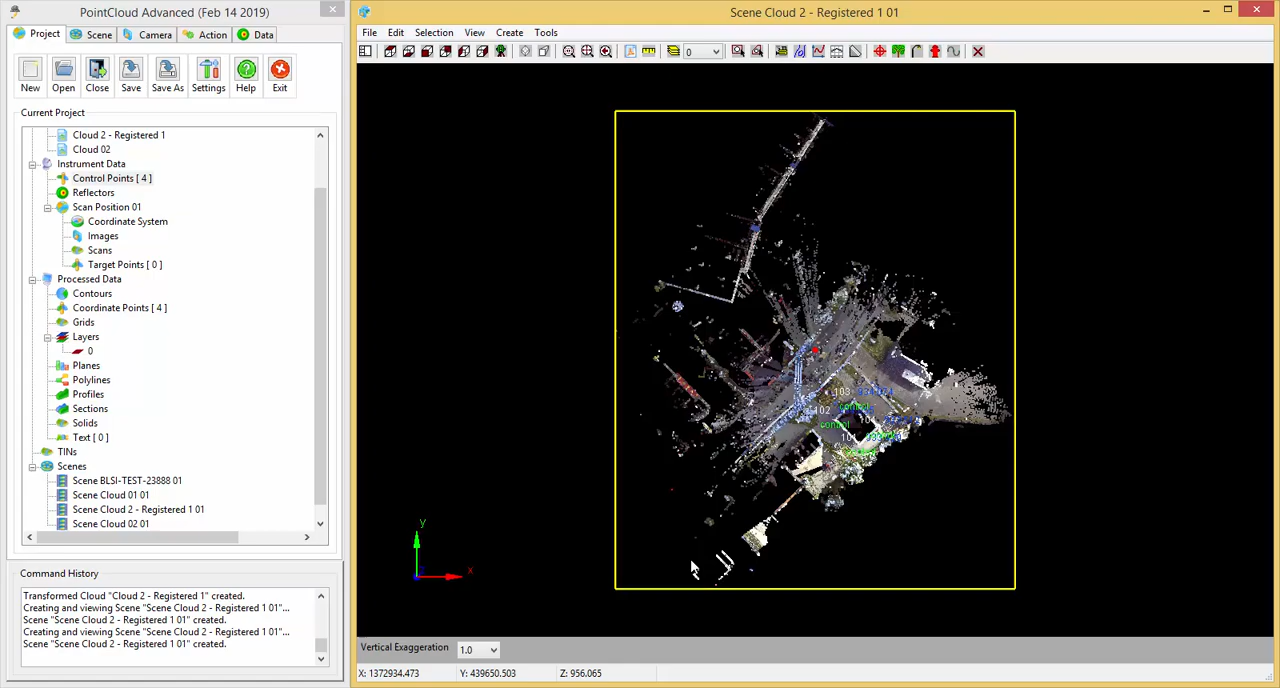 PointCloud Advanced (Feb 14 2019)
Project
Scene
Camera
Action
Data
New
Open
Close
Save
Save As
Settings
Help
Exit
Current Project
Cloud 2 - Registered 1
Cloud 02
Instrument Data
Control Points [ 4 ]
Reflectors
Scan Position 01
Coordinate System
Images
Scans
Target Points [ 0 ]
Processed Data
Contours
Coordinate Points [ 4 ]
Grids
Layers
0
Planes
Polylines
Profiles
Sections
Solids
Text [ 0 ]
TINs
Scenes
Scene BLSI-TEST-23888 01
Scene Cloud 01 01
Scene Cloud 2 - Registered 1 01
Scene Cloud 02 01
Command History
Transformed Cloud "Cloud 2 - Registered 1" created.
Creating and viewing Scene "Scene Cloud 2 - Registered 1 01"...
Scene "Scene Cloud 2 - Registered 1 01" created.
Creating and viewing Scene "Scene Cloud 2 - Registered 1 01"...
Scene "Scene Cloud 2 - Registered 1 01" created.
Scene Cloud 2 - Registered 1 01
File Edit Selection View Create Tools
0
103
control
102
control
101
y
x
Vertical Exaggeration 1.0
X: 1372934.473 Y: 439650.503 Z: 956.065